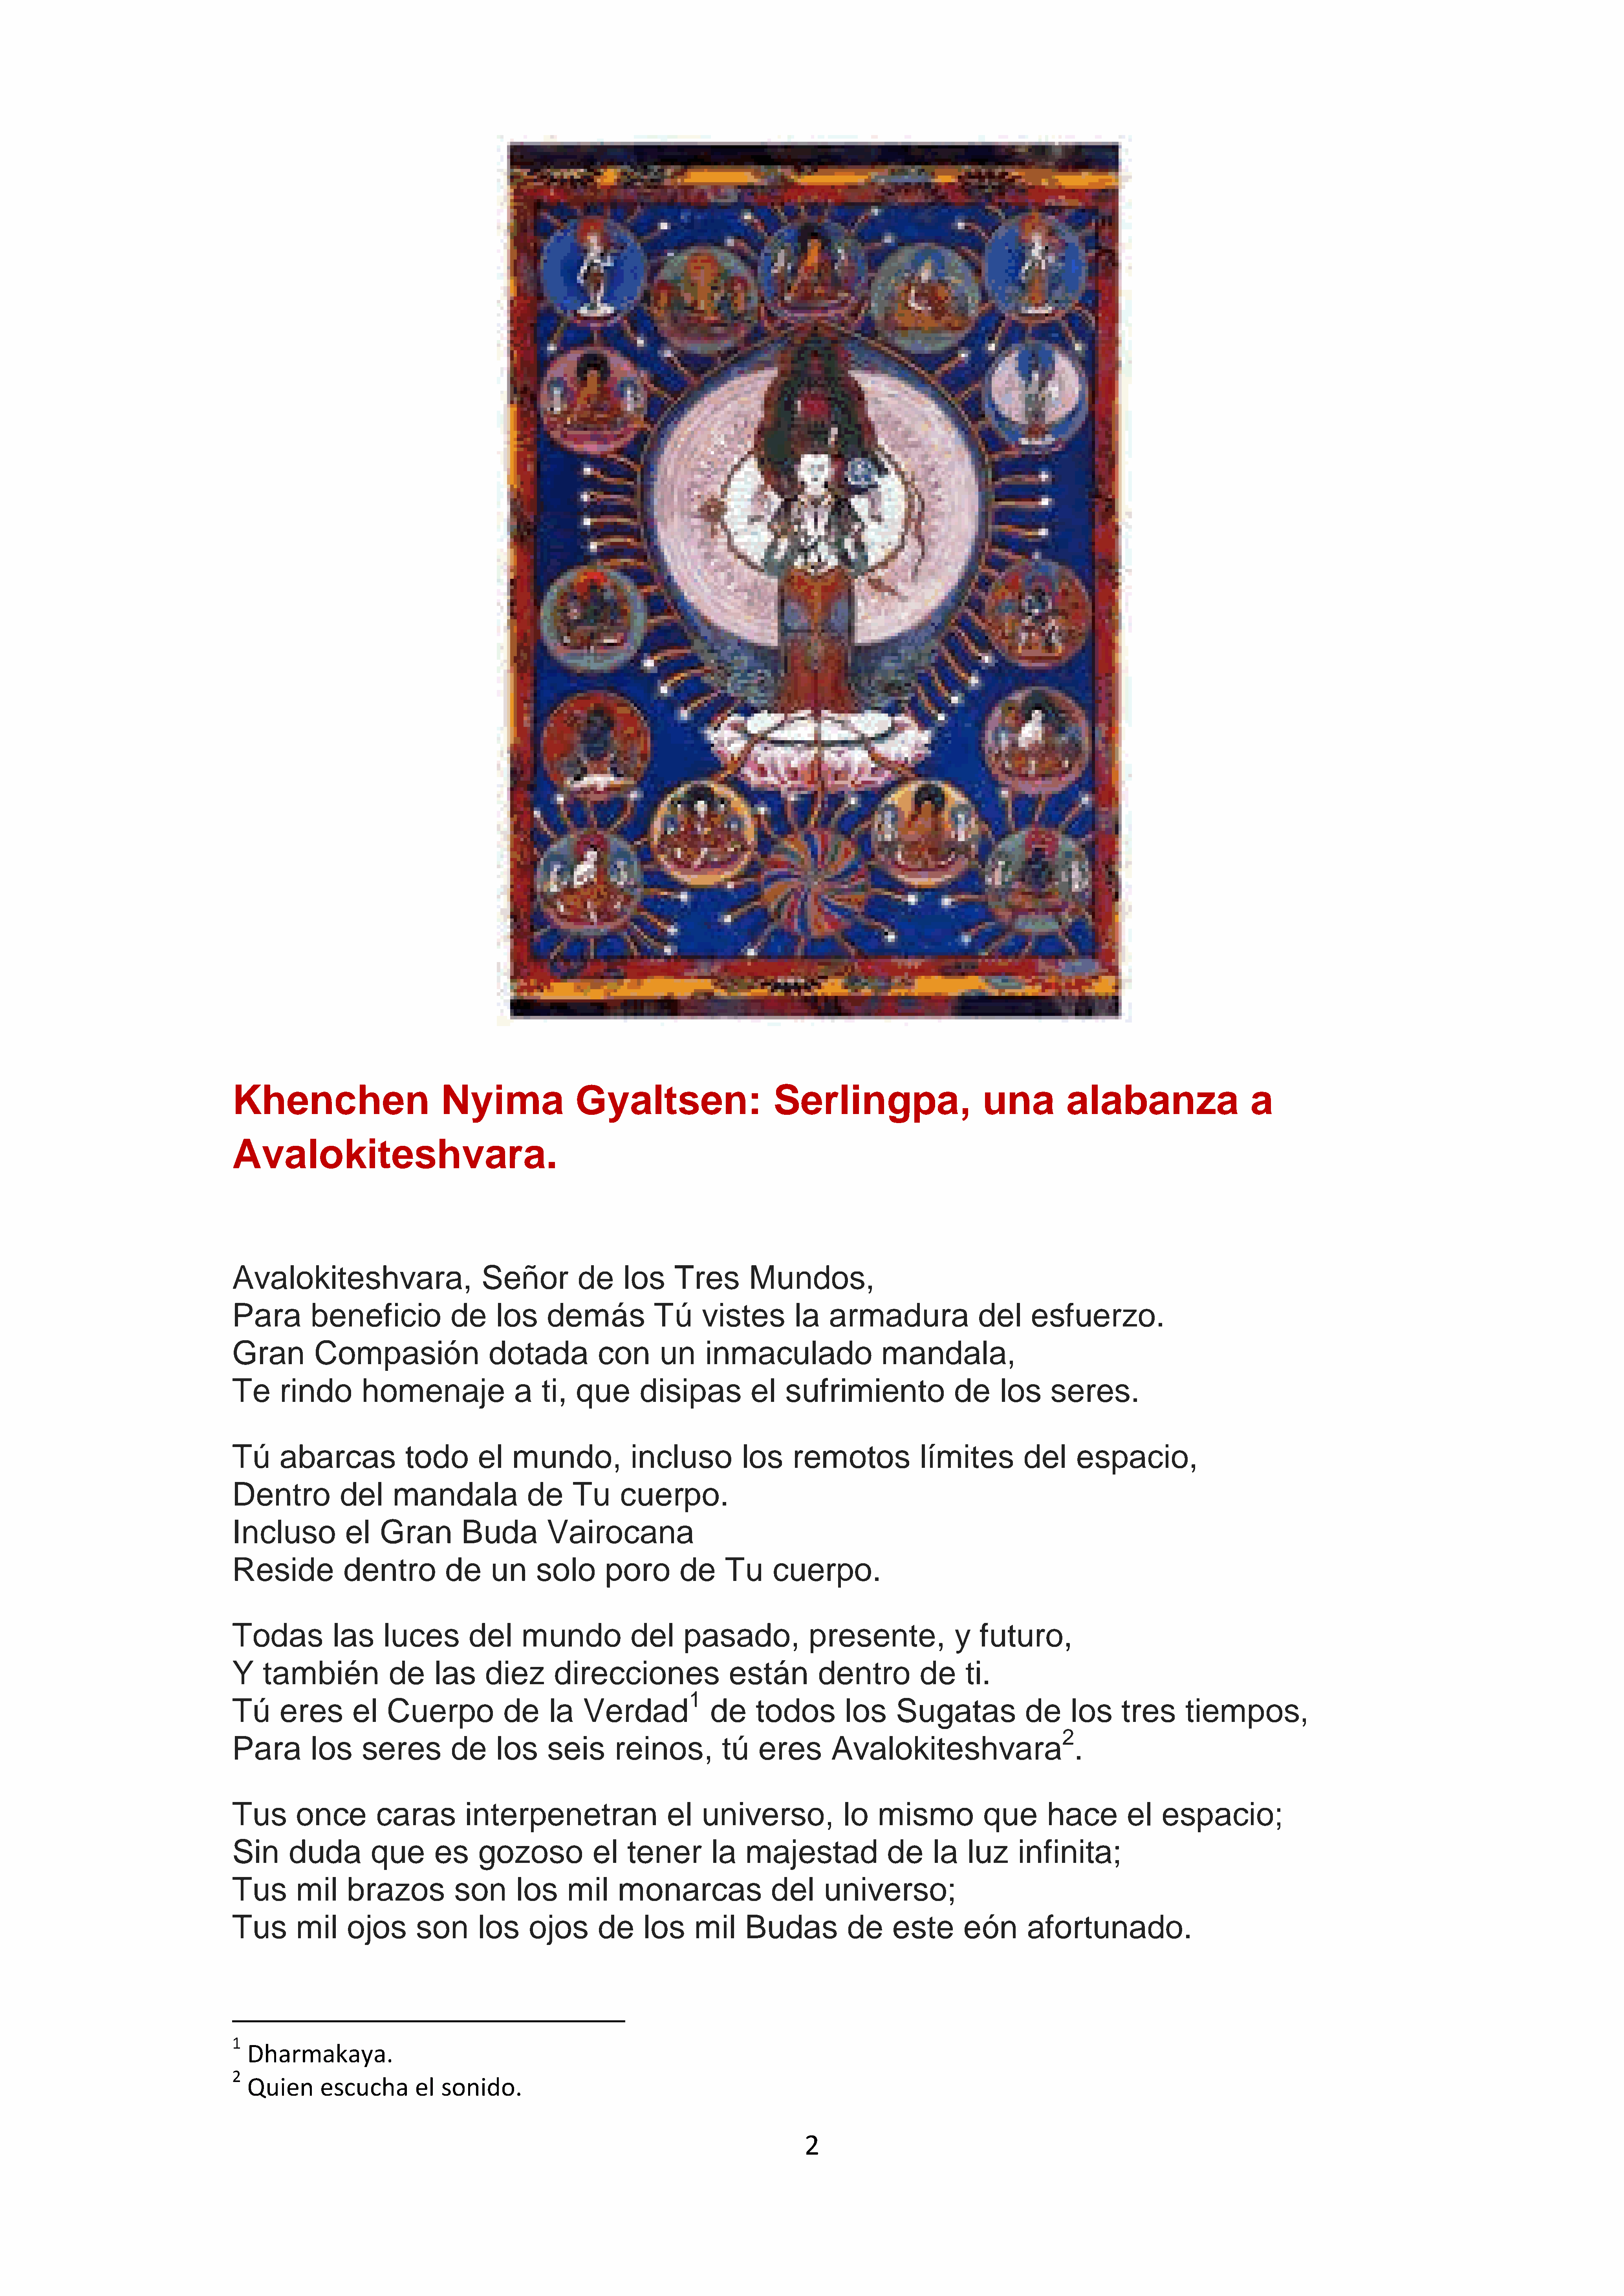 Khenchen Nyima Gyaltsen: Serlingpa, una alabanza a
Avalokiteshvara.
Avalokiteshvara, Señor de los Tres Mundos,
Para beneficio de los demás Tú vistes la armadura del esfuerzo.
Gran Compasión dotada con un inmaculado mandala,
Te rindo homenaje a ti, que disipas el sufrimiento de los seres.
Tú abarcas todo el mundo, incluso los remotos límites del espacio,
Dentro del mandala de Tu cuerpo.
Incluso el Gran Buda Vairocana
Reside dentro de un solo poro de Tu cuerpo.
Todas las luces del mundo del pasado, presente, y futuro,
Y también de las diez direcciones están dentro de ti.
Tú eres el Cuerpo de la Verdad1 de todos los Sugatas de los tres tiempos,
Para los seres de los seis reinos, tú eres Avalokiteshvara2.
Tus once caras interpenetran el universo, lo mismo que hace el espacio;
Sin duda que es gozoso el tener la majestad de la luz infinita;
Tus mil brazos son los mil monarcas del universo;
Tus mil ojos son los ojos de los mil Budas de este eón afortunado.
1 Dharmakaya.
2 Quien escucha el sonido.
2